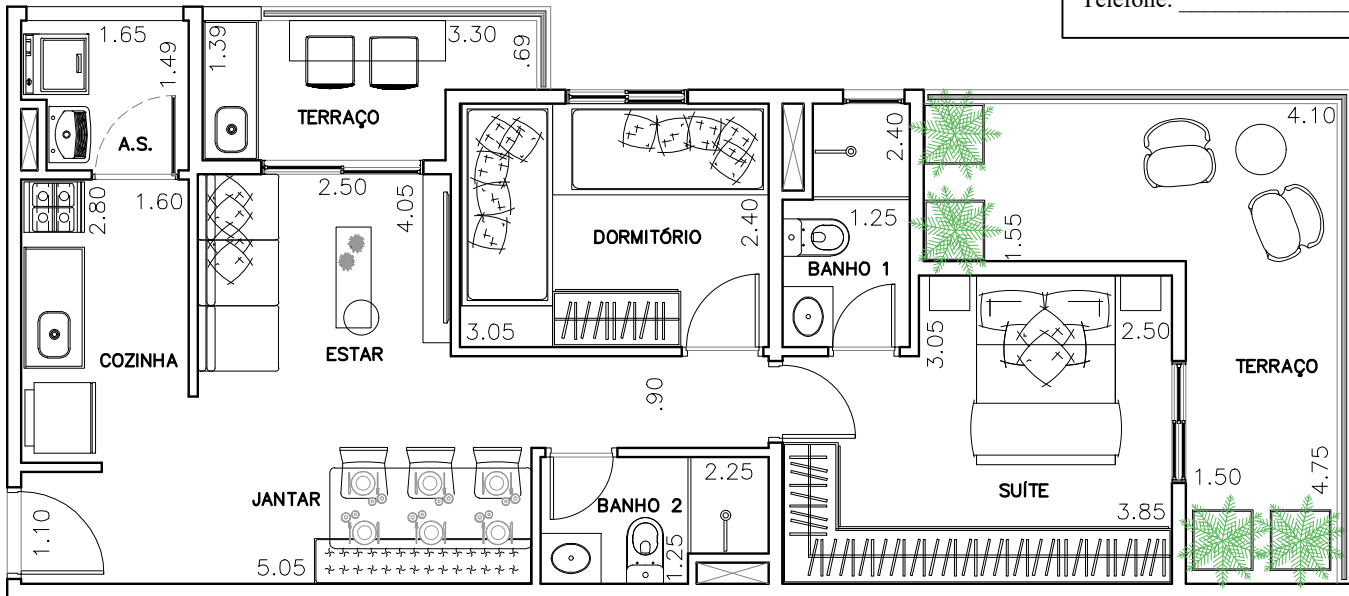 Telefone: ____________________
1.65
1.49
A.S.
1.39
3.30
.69
TERRAÇO
2.80
1.60
COZINHA
2.50
4.05
ESTAR
DORMITÓRIO
2.40
3.05
2.40
1.25
BANHO 1
1.55
4.10
TERRAÇO
3.05
2.50
SUÍTE
3.85
1.50
4.75
.90
JANTAR
5.05
1.10
BANHO 2
2.25
1.25